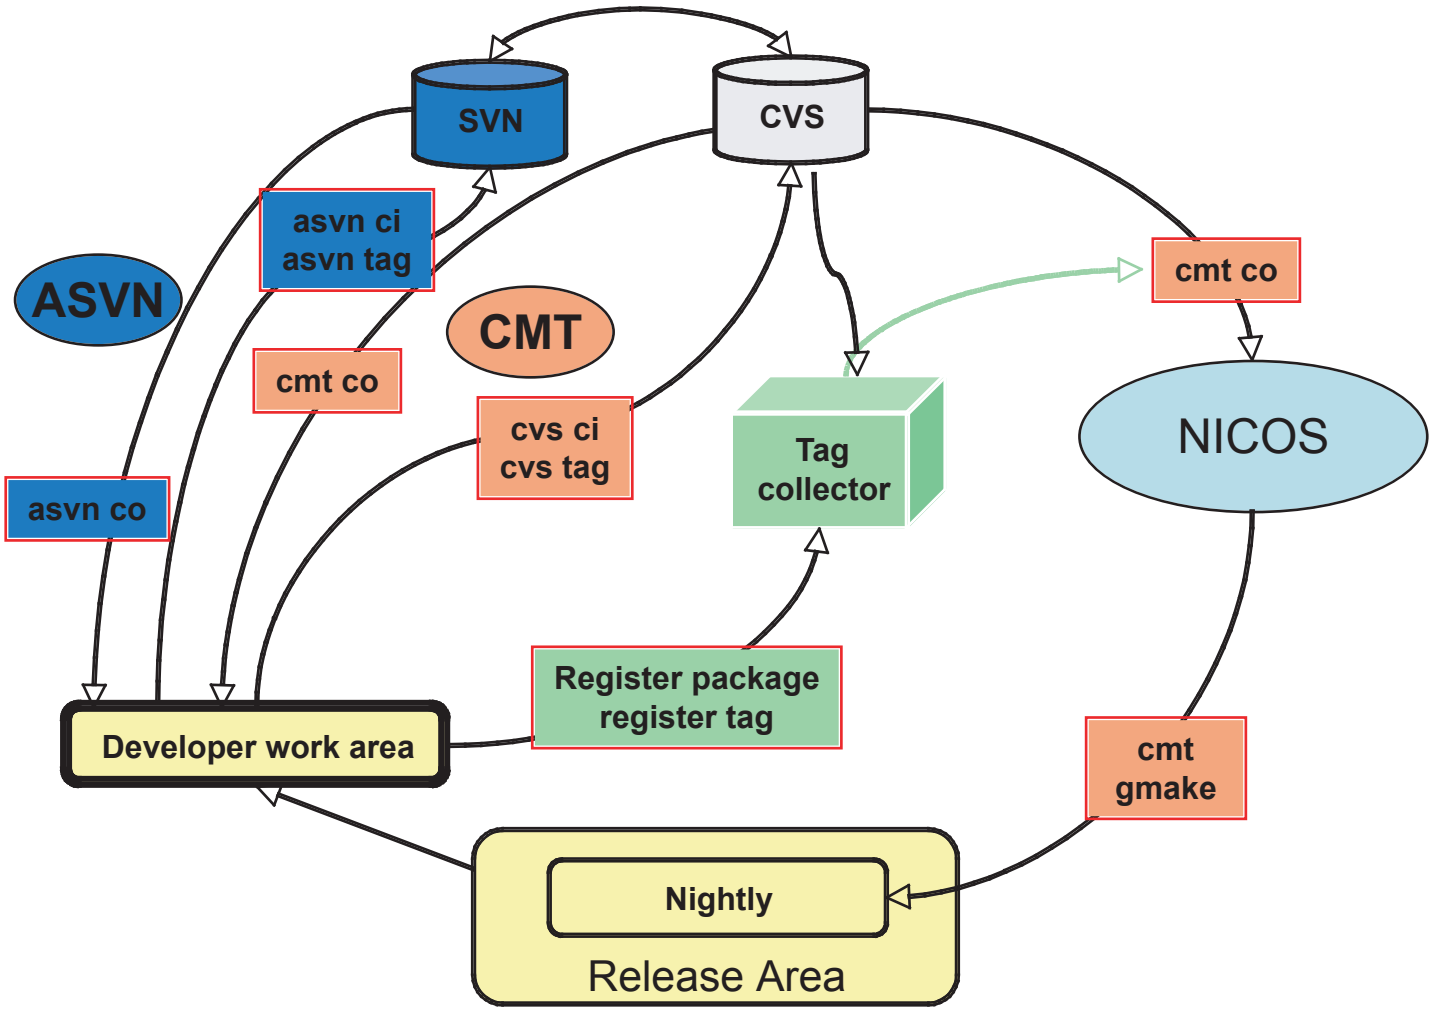 SVN
CVS
asvn ci
asvn tag
cmt co
ASVN
CMT
cmt co
cvs ci
cvs tag
NICOS
Tag
collector
asvn co
Register package
register tag
Developer work area
cmt
gmake
Nightly
Release Area